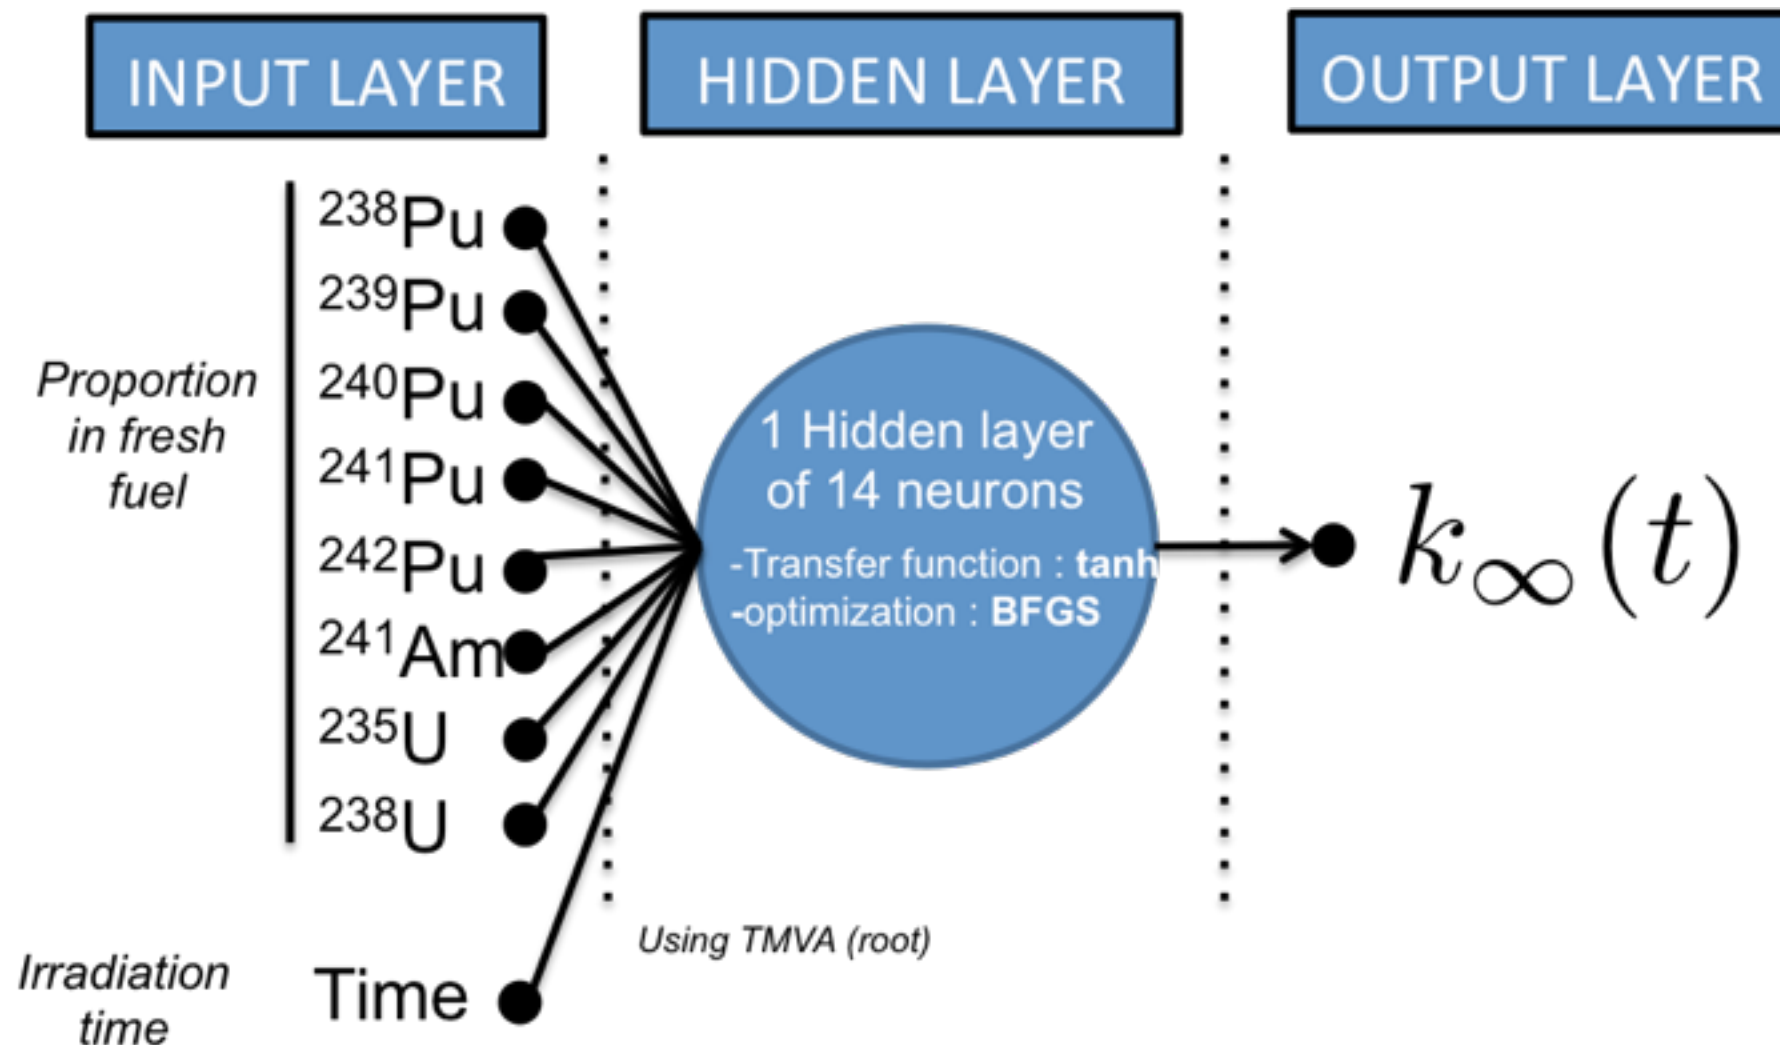 INPUT LAYER
HIDDEN LAYER
OUTPUT LAYER
Proportion
in fresh
fuel
²³⁸Pu
²³⁹Pu
²⁴⁰Pu
²⁴¹Pu
²⁴²Pu
²⁴¹Am
²³⁵U
²³⁸U
Irradiation
time
Time
1 Hidden layer
of 14 neurons
-Transfer function : tanh
-optimization : BFGS
Using TMVA (root)
k∞(t)